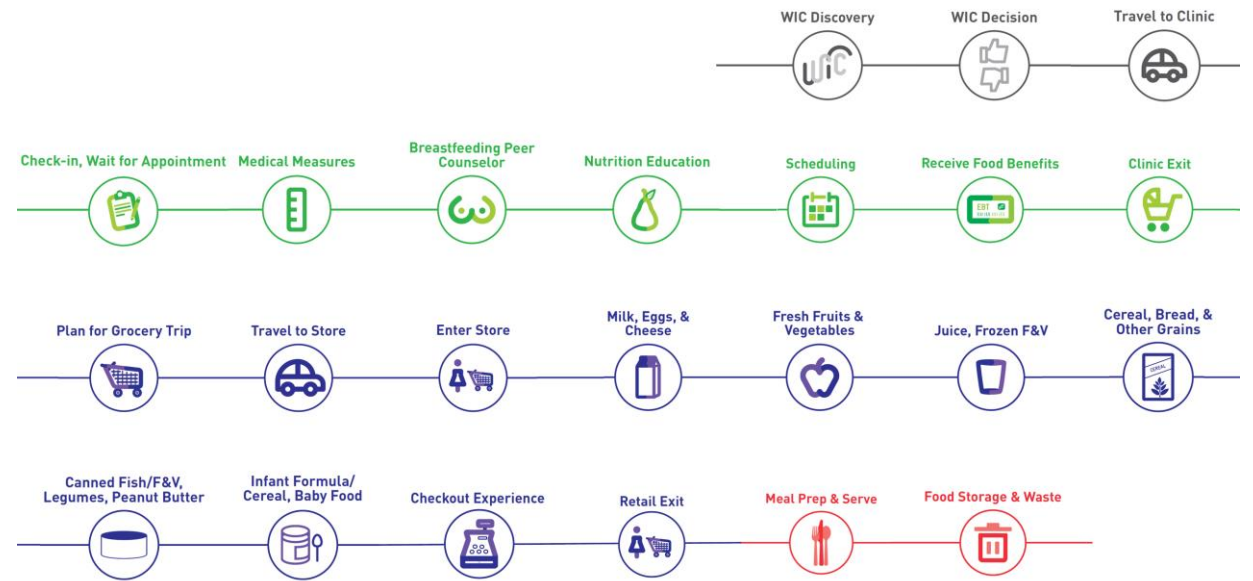 WIC Discovery
WIC Decision
Travel to Clinic
WiC
Check-in, Wait for Appointment
Medical Measures
Breastfeeding Peer
Counselor
Nutrition Education
Scheduling
Receive Food Benefits
Clinic Exit
EBT
Plan for Grocery Trip
Travel to Store
Enter Store
Milk, Eggs, &
Cheese
Fresh Fruits &
Vegetables
Juice, Frozen F&V
Cereal, Bread, &
Other Grains
CEREAL
Canned Fish/F&V,
Legumes, Peanut Butter
Infant Formula/
Cereal, Baby Food
Checkout Experience
Retail Exit
Meal Prep & Serve
Food Storage & Waste